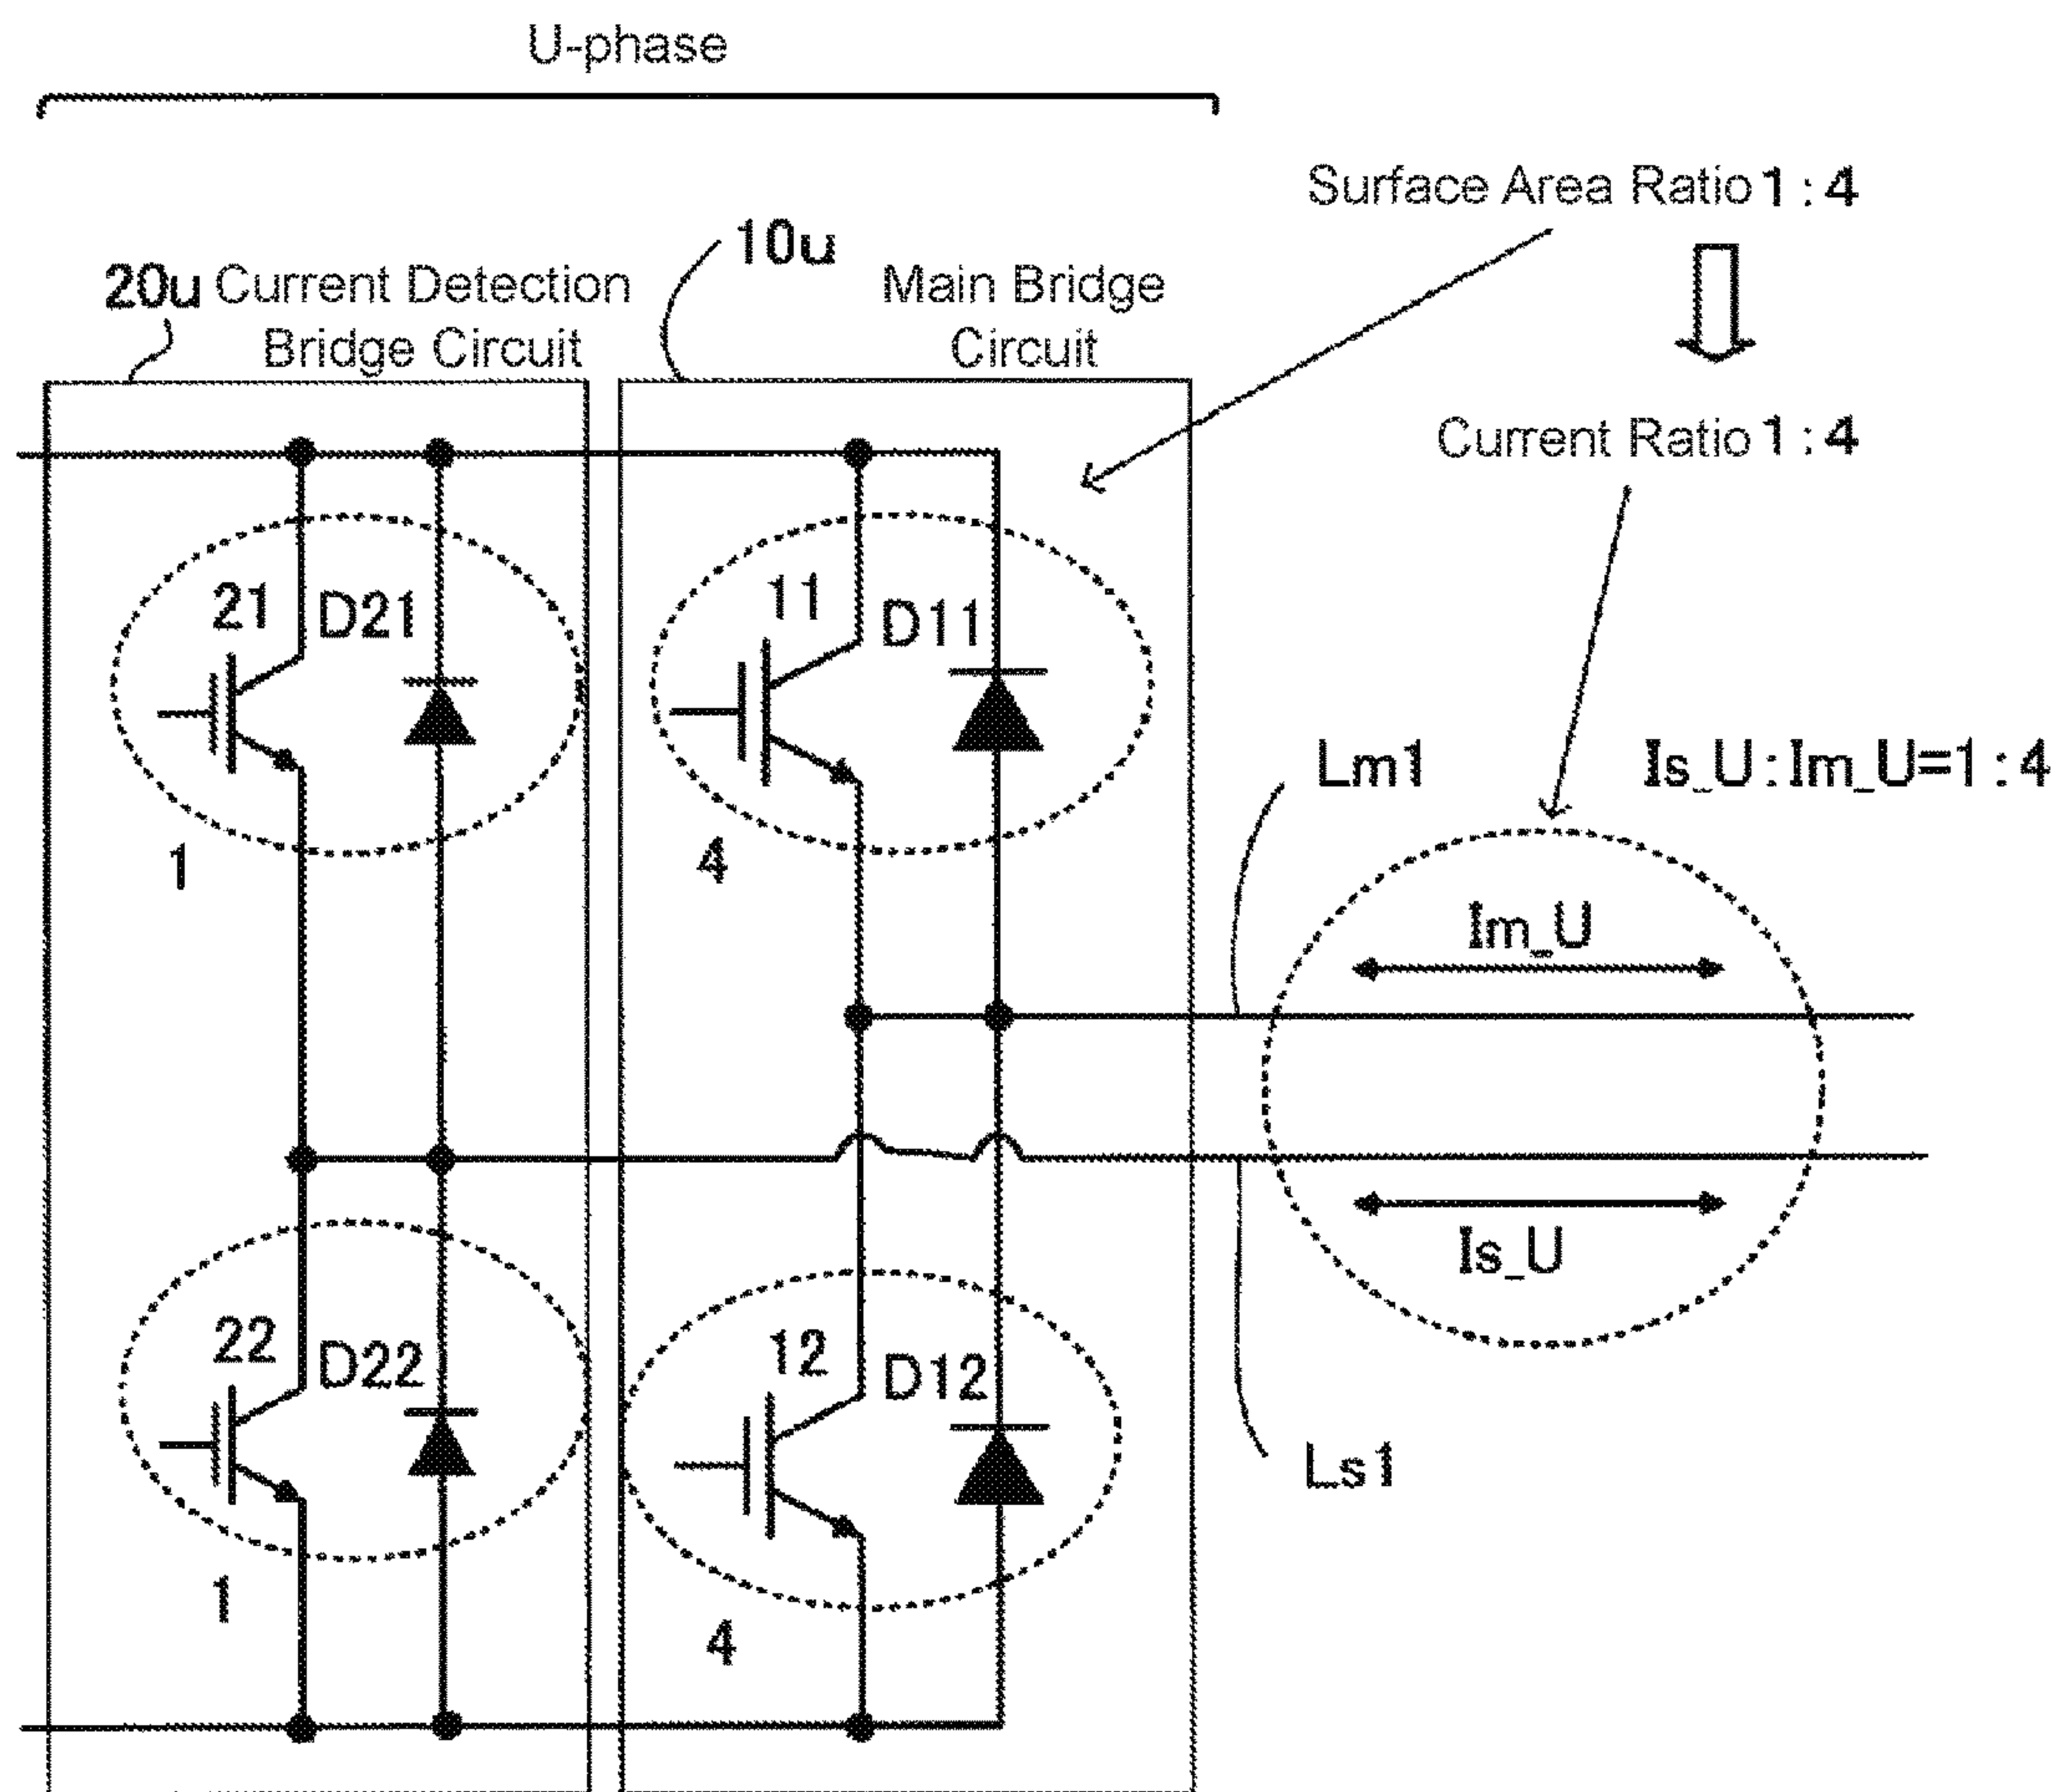 U-phase
Surface Area Ratio 1:4
10u
20u Current Detection
Bridge Circuit
Main Bridge
Circuit
Current Ratio 1:4
21
D21
11
D11
1
4
Lm1
Is_U:Im_U=1:4
Im_U
Is_U
22
D22
12
D12
Ls1
1
4